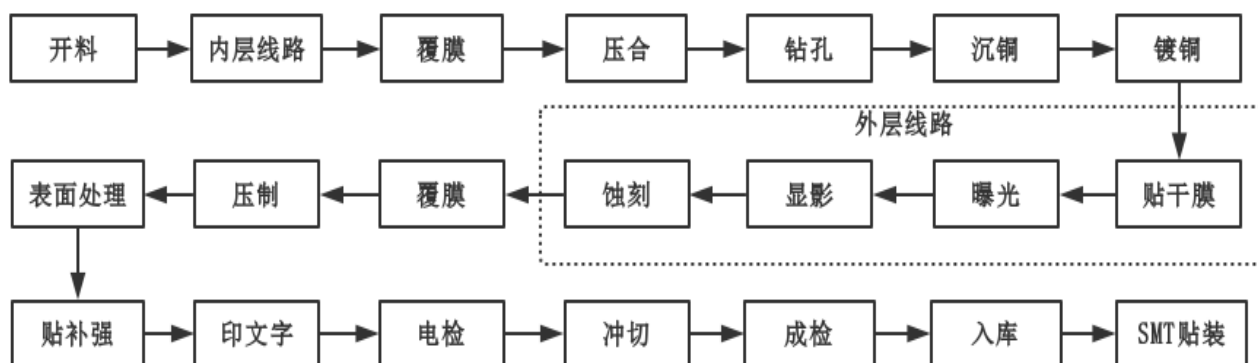 开料 内层线路 覆膜 压合 钻孔 沉铜 镀铜
外层线路
表面处理 压制 覆膜 蚀刻 显影 曝光 贴干膜
贴补强 印文字 电检 冲切 成检 入库 SMT贴装